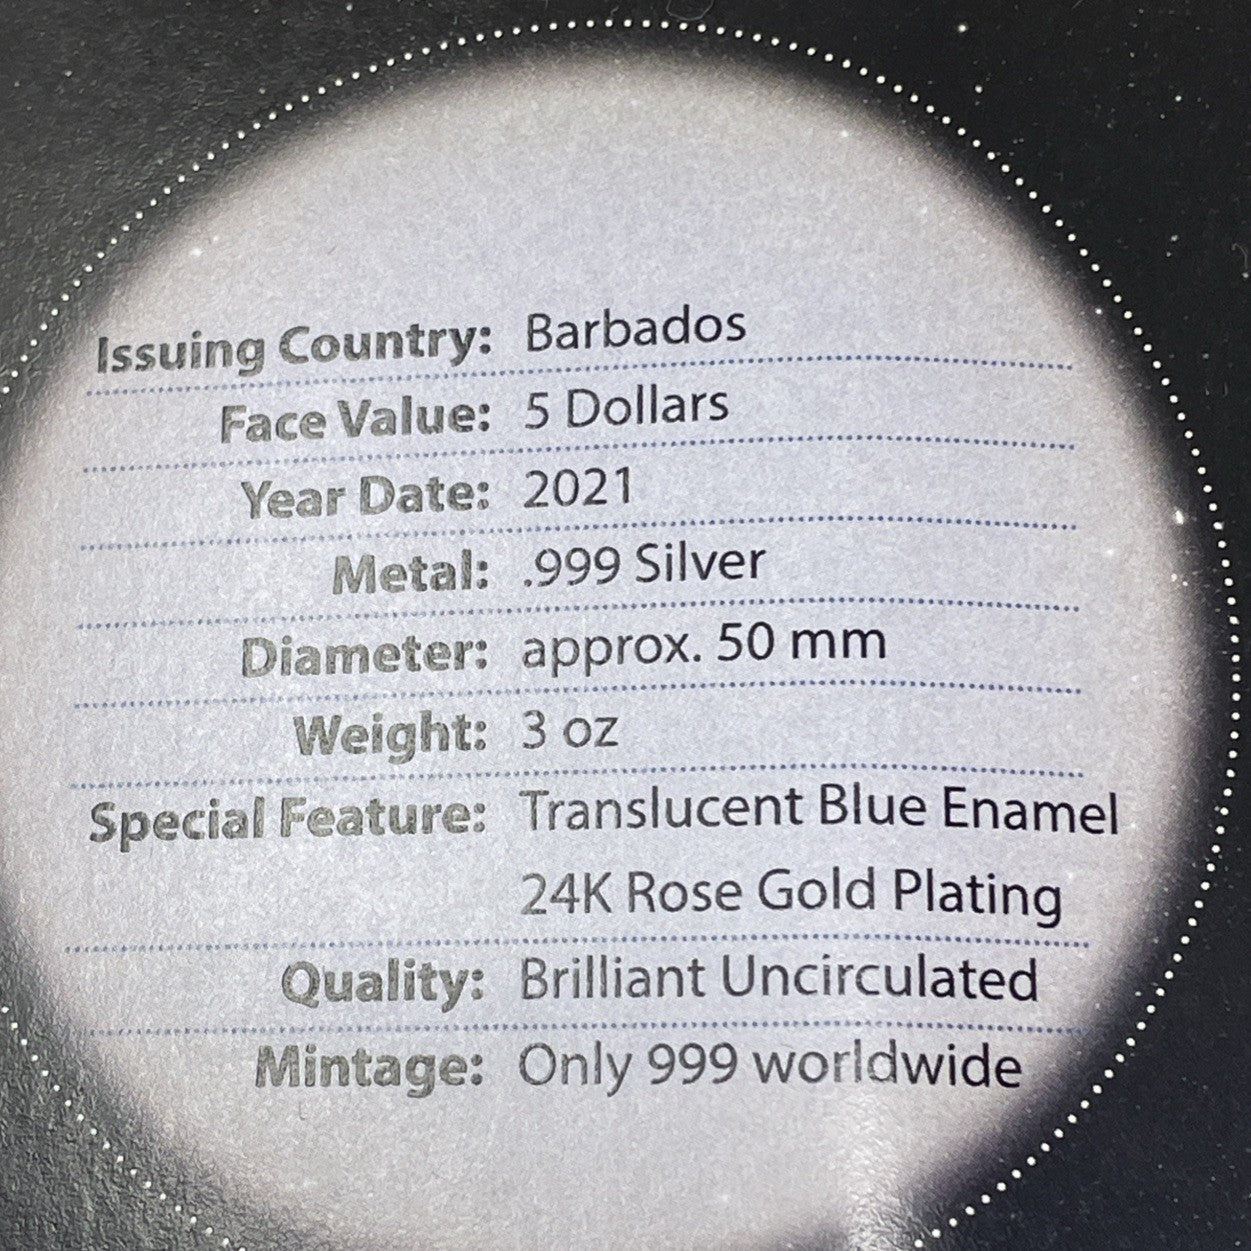 Issuing Country: Barbados
Face Value: 5 Dollars
Year Date: 2021
Metal: .999 Silver
Diameter: approx. 50 mm
Weight: 3 oz
Special Feature: Translucent Blue Enamel
24K Rose Gold Plating
Quality: Brilliant Uncirculated
Mintage: Only 999 worldwide